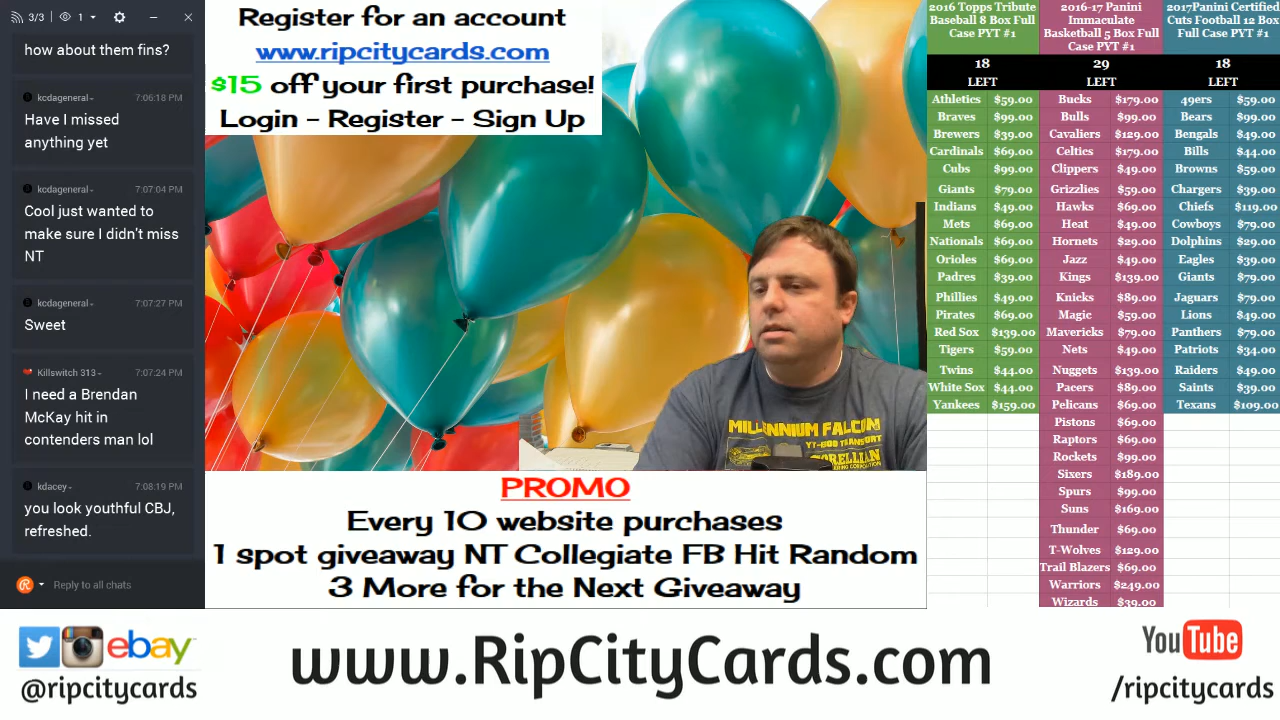 3/3 1
how about them fins?
kcdageneral 7:06:18 PM
Have I missed
anything yet
kcdageneral 7:07:04 PM
Cool just wanted to
make sure I didn't miss
NT
kcdageneral 7:07:27 PM
Sweet
Killswitch 313 7:07:24 PM
I need a Brendan
McKay hit in
contenders man lol
kdacey 7:08:19 PM
you look youthful CBJ,
refreshed.
Reply to all chats
Register for an account
www.ripcitycards.com
$15 off your first purchase!
Login - Register - Sign Up
MILLENNIUM FALCON
YT-1300 TRANSPORT
CORELLIAN
PROMO
Every 10 website purchases
1 spot giveaway NT Collegiate FB Hit Random
3 More for the Next Giveaway
2016 Topps Tribute
Baseball 8 Box Full
Case PYT #1
18
LEFT
Athletics $59.00
Braves $99.00
Brewers $39.00
Cardinals $69.00
Cubs $99.00
Giants $79.00
Indians $49.00
Mets $69.00
Nationals $69.00
Orioles $69.00
Padres $39.00
Phillies $49.00
Pirates $69.00
Red Sox $139.00
Tigers $59.00
Twins $44.00
White Sox $44.00
Yankees $159.00
2016-17 Panini
Immaculate
Basketball 5 Box Full
Case PYT #1
29
LEFT
Bucks $179.00
Bulls $99.00
Cavaliers $129.00
Celtics $179.00
Clippers $49.00
Grizzlies $59.00
Hawks $69.00
Heat $49.00
Hornets $29.00
Jazz $49.00
Kings $139.00
Knicks $89.00
Magic $59.00
Mavericks $79.00
Nets $49.00
Nuggets $139.00
Pacers $89.00
Pelicans $69.00
Pistons $69.00
Raptors $69.00
Rockets $99.00
Sixers $189.00
Spurs $99.00
Suns $169.00
Thunder $69.00
T-Wolves $129.00
Trail Blazers $69.00
Warriors $249.00
Wizards $39.00
2017Panini Certified
Cuts Football 12 Box
Full Case PYT #1
18
LEFT
49ers $59.00
Bears $99.00
Bengals $49.00
Bills $44.00
Browns $59.00
Chargers $39.00
Chiefs $119.00
Cowboys $79.00
Dolphins $29.00
Eagles $39.00
Giants $79.00
Jaguars $79.00
Lions $49.00
Panthers $79.00
Patriots $34.00
Raiders $49.00
Saints $39.00
Texans $109.00
ebay
@ripcitycards
www.RipCityCards.com
YouTube
/ripcitycards